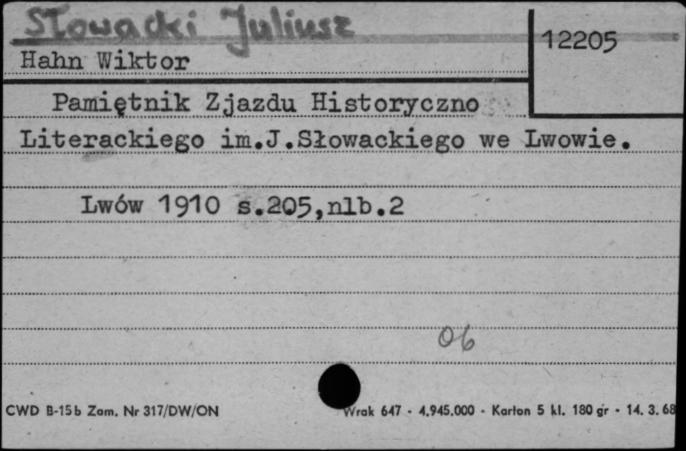 Słowacki Juliusz
12205
Hahn Wiktor
Pamiętnik Zjazdu Historyczno
Literackiego im.J.Słowackiego we Lwowie.
Lwów 1910 s.205,nlb.2
06
CWD B-15b Zam. Nr 317/DW/ON
Wrak 647 - 4.945.000 - Karton 5 kl. 180 gr - 14. 3. 68